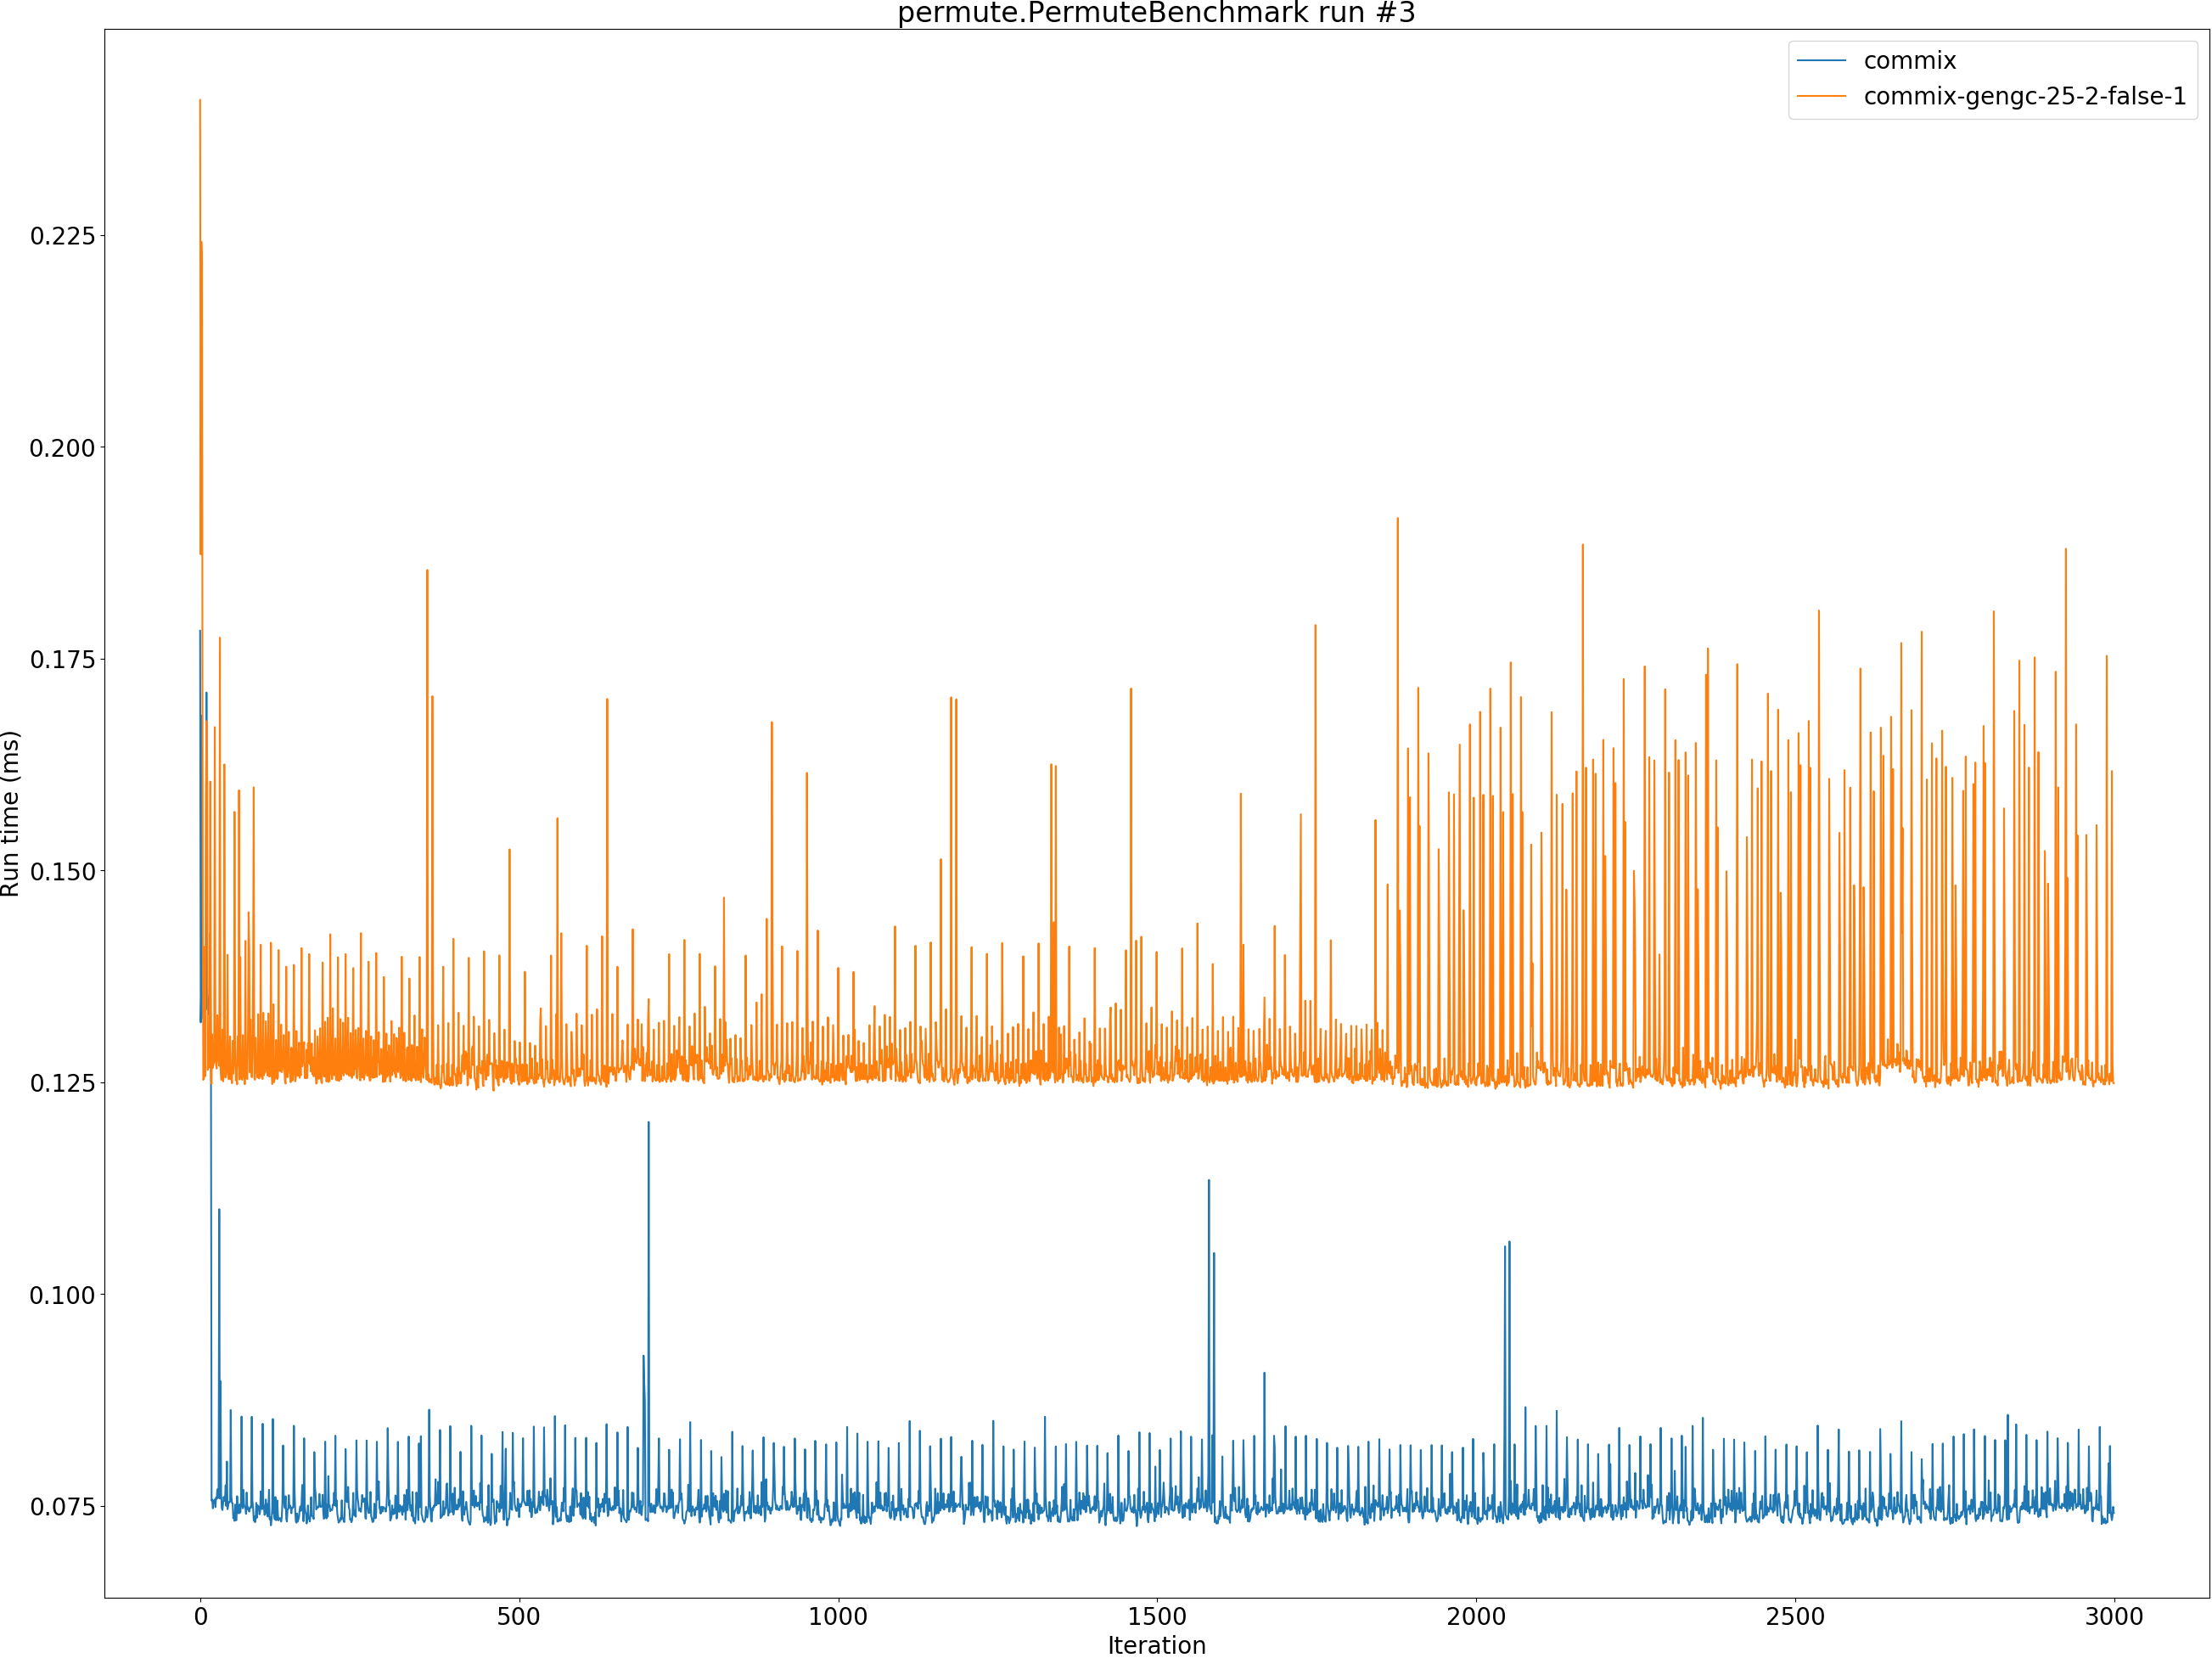 permute.PermuteBenchmark run #3
commix
commix-gengc-25-2-false-1
Run time (ms)
0.225
0.200
0.175
0.150
0.125
0.100
0.075
0
500
1000
1500
2000
2500
3000
Iteration